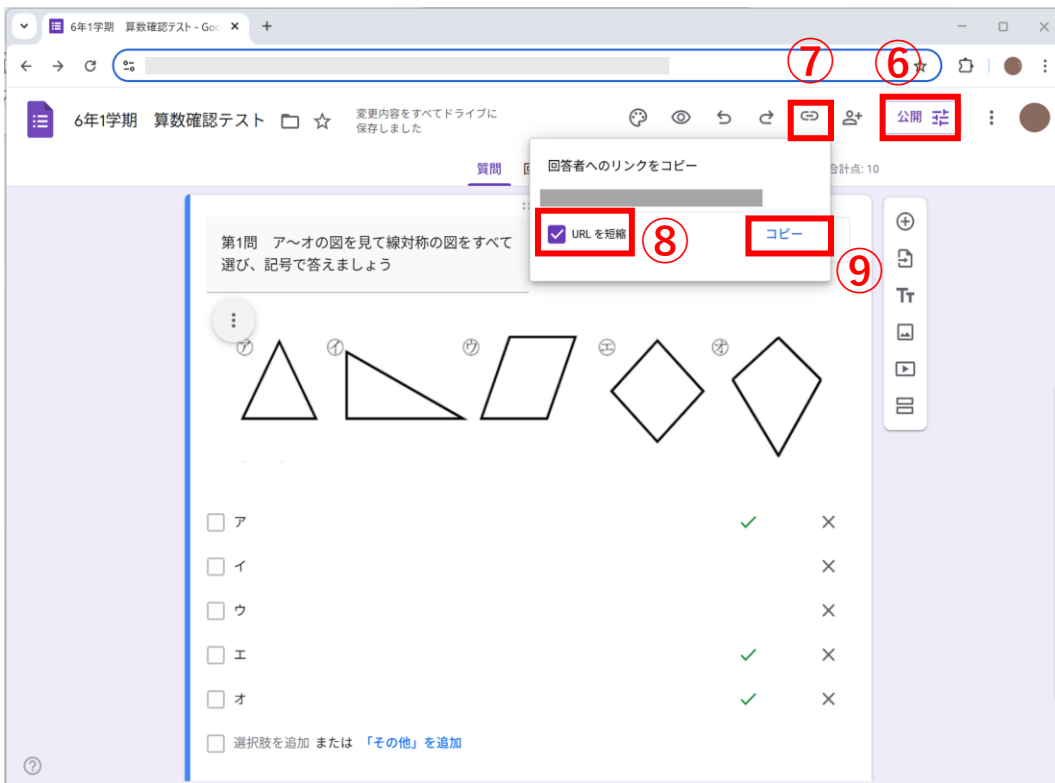 6年1学期　算数確認テスト - Goo
⑦
⑥
6年1学期　算数確認テスト
変更内容をすべてドライブに
保存しました
公開
質問
合計点: 10
回答者へのリンクをコピー
URL を短縮
⑧
コピー
⑨
第1問　ア～オの図を見て線対称の図をすべて
選び、記号で答えましょう
Tт
㋐
㋑
㋒
㋓
㋔
ア
イ
ウ
エ
オ
選択肢を追加 または 「その他」を追加